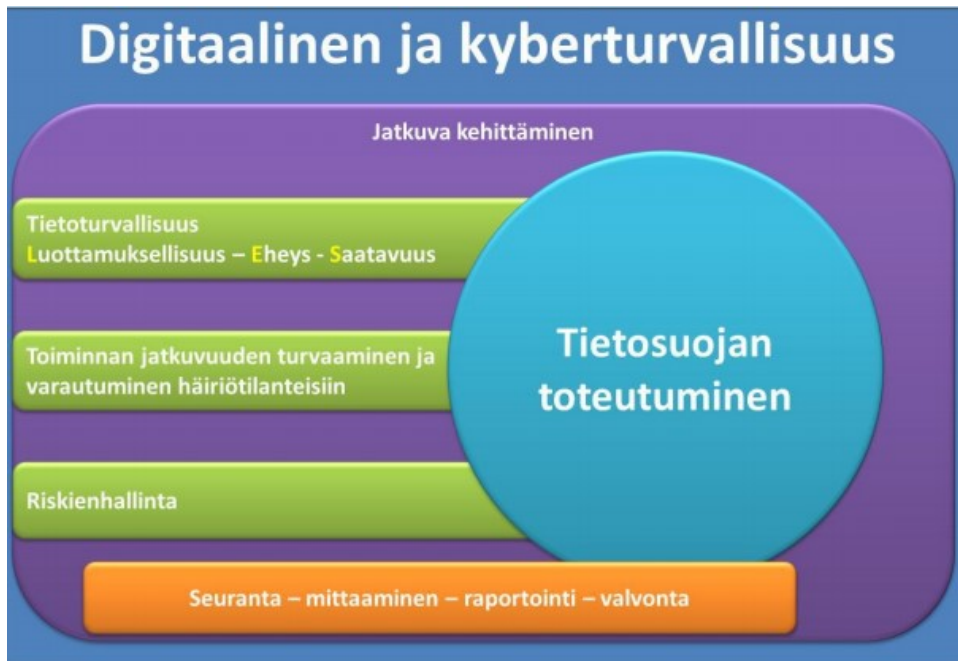 Digitaalinen ja kyberturvallisuus
Jatkuva kehittäminen
Tietoturvallisuus
Luottamuksellisuus – Eheys - Saatavuus
Toiminnan jatkuvuuden turvaaminen ja
varautuminen häiriötilanteisiin
Riskienhallinta
Tietosuojan
toteutuminen
Seuranta – mittaaminen – raportointi – valvonta